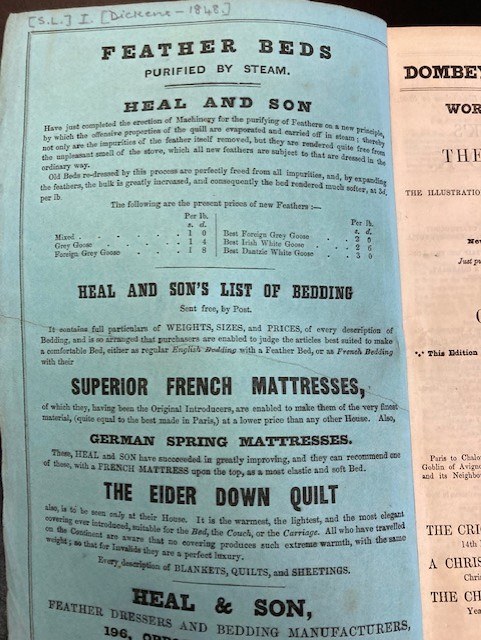 [S.L.] I. [Dickens – 1848.]
FEATHER BEDS
PURIFIED BY STEAM.
HEAL AND SON
Have just completed the erection of Machinery for the purifying of Feathers on a new principle,
by which the offensive properties of the quill are evaporated and carried off in steam; thereby
not only are the impurities of the feather itself removed, but they are rendered quite free from
the unpleasant smell of the stove, which all new feathers are subject to that are dressed in the
ordinary way.
Old Beds re-dressed by this process are perfectly freed from all impurities, and, by expanding
the feathers, the bulk is greatly increased, and consequently the bed rendered much softer, at 3d.
per lb.
The following are the present prices of new Feathers:—
Per lb.
s. d.
Mixed . . . . 1 0
Grey Goose . . . 1 4
Foreign Grey Goose . . 1 8
Per lb.
s. d.
Best Foreign Grey Goose . . 2 0
Best Irish White Goose . . 2 6
Best Dantzic White Goose . . 3 0
HEAL AND SON'S LIST OF BEDDING
Sent free, by Post.
It contains full particulars of WEIGHTS, SIZES, and PRICES, of every description of
Bedding, and is so arranged that purchasers are enabled to judge the articles best suited to make
a comfortable Bed, either as regular English Bedding with a Feather Bed, or as French Bedding
with their
SUPERIOR FRENCH MATTRESSES,
of which they, having been the Original Introducers, are enabled to make them of the very finest
material, (quite equal to the best made in Paris,) at a lower price than any other House. Also,
GERMAN SPRING MATTRESSES.
These, HEAL and SON have succeeded in greatly improving, and they can recommend one
of these, with a FRENCH MATTRESS upon the top, as a most elastic and soft Bed.
THE EIDER DOWN QUILT
also, is to be seen only at their House. It is the warmest, the lightest, and the most elegant
covering ever introduced, suitable for the Bed, the Couch, or the Carriage. All who have travelled
on the Continent are aware that no covering produces such extreme warmth, with the same
weight; so that for Invalids they are a perfect luxury.
Every description of BLANKETS, QUILTS, and SHEETINGS.
HEAL & SON,
FEATHER DRESSERS AND BEDDING MANUFACTURERS,
196,
DOMBEY
WOR
THE
THE ILLUSTRATION
Just p
This Edition
Paris to Chalo
Goblin of Avigno
and its Neighbo
THE CRIC
14th
A CHRIS
Chri
THE CH
Yea